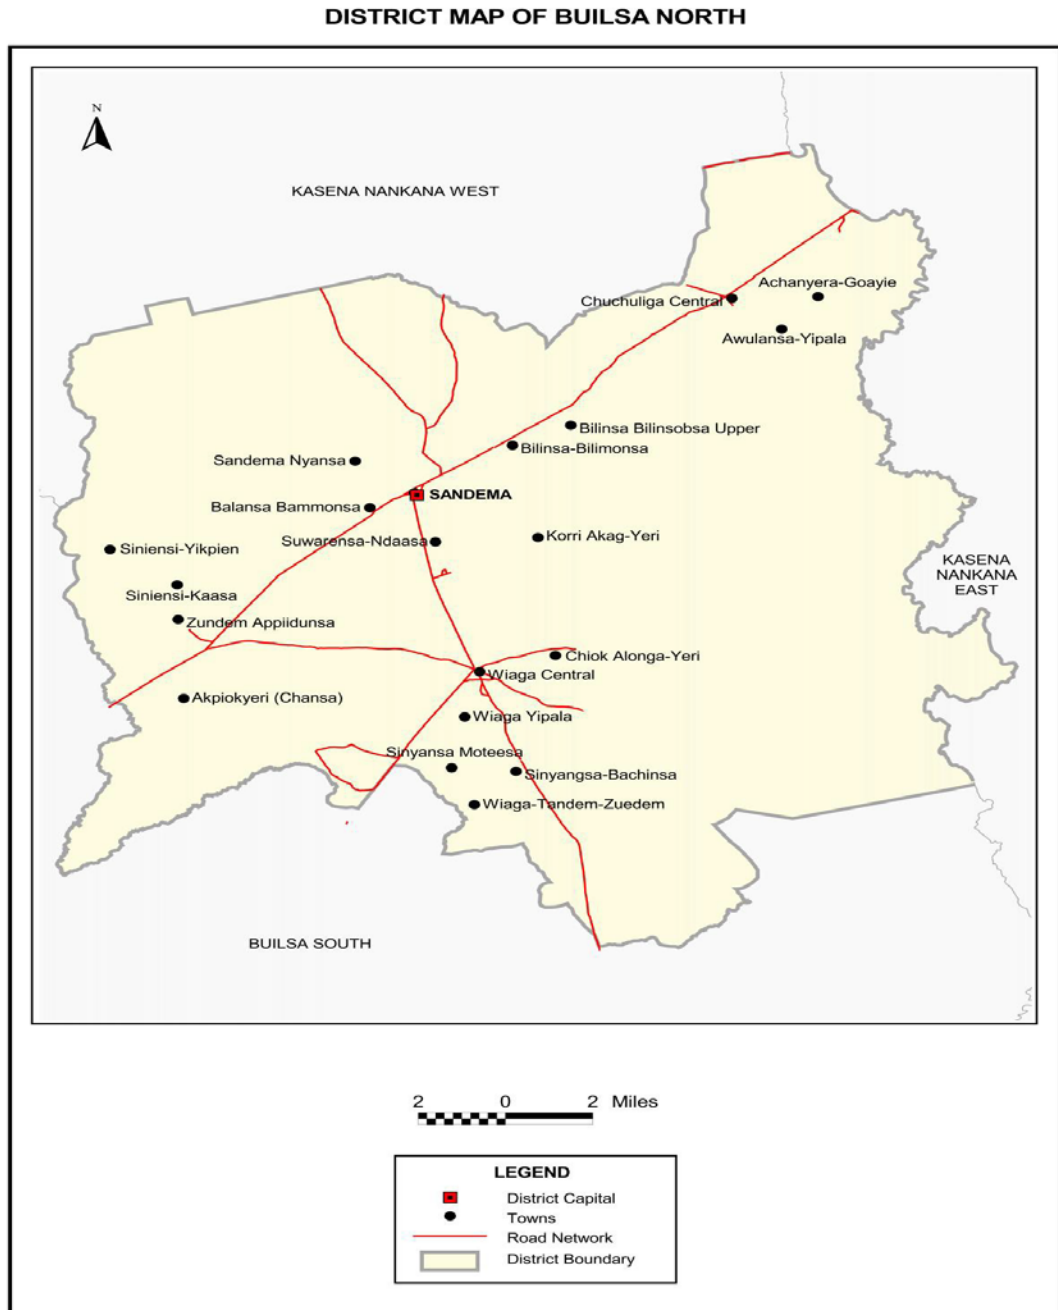 DISTRICT MAP OF BUILSA NORTH
N
KASENA NANKANA WEST
Achanyera-Goayie
Chuchuliga Central
Awulansa-Yipala
Bilinsa Bilinsobsa Upper
Bilinsa-Bilimonsa
Sandema Nyansa
SANDEMA
Balansa Bammonsa
Suwarensa-Ndaasa
Korri Akag-Yeri
Siniensi-Yikpien
KASENA
NANKANA
EAST
Siniensi-Kaasa
Zundem Appiidunsa
Chiok Alonga-Yeri
Wiaga Central
Akpiokyeri (Chansa)
Wiaga Yipala
Sinyansa Moteesa
Sinyangsa-Bachinsa
Wiaga-Tandem-Zuedem
BUILSA SOUTH
2 0 2 Miles
LEGEND
District Capital
Towns
Road Network
District Boundary